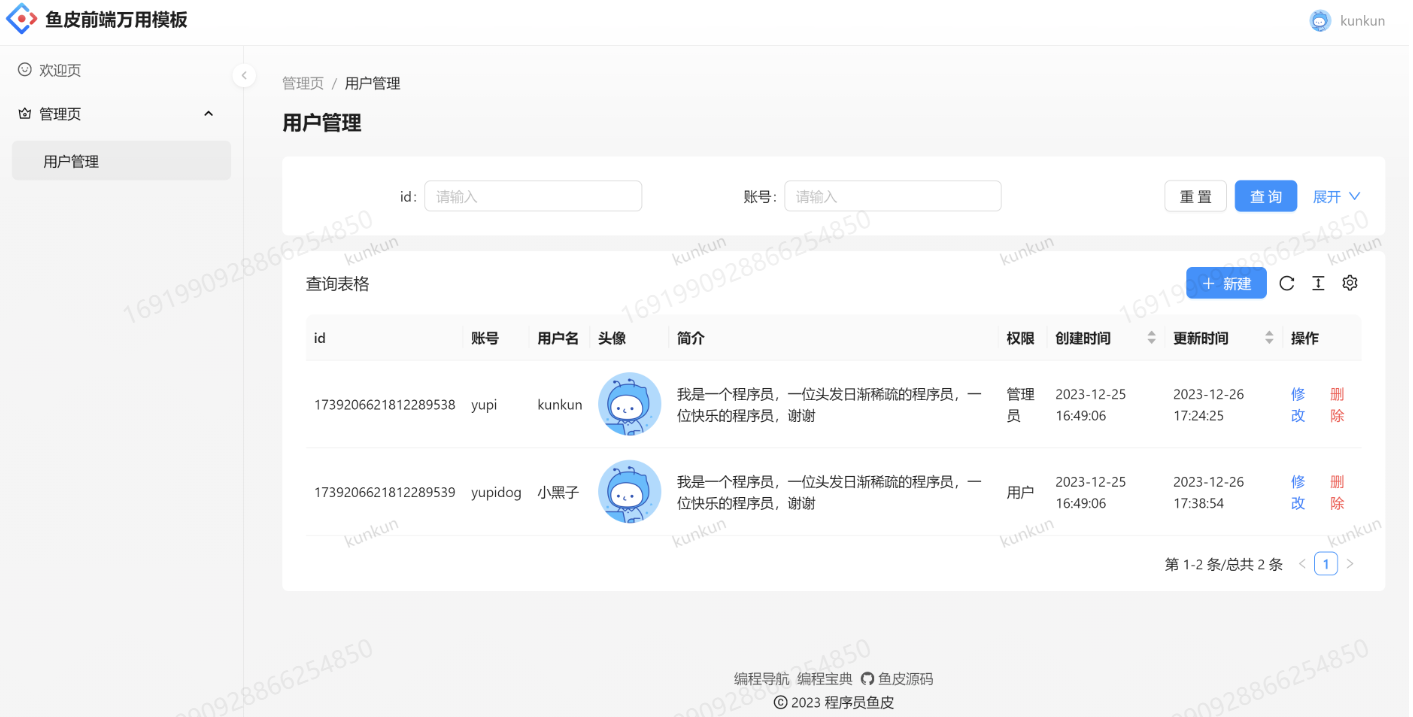 鱼皮前端万用模板
kunkun
欢迎页
管理页
用户管理
管理页 / 用户管理
用户管理
id: 请输入 账号: 请输入 重 置 查 询 展开
查询表格 + 新建
id 账号 用户名 头像 简介 权限 创建时间 更新时间 操作
1739206621812289538 yupi kunkun 我是一个程序员，一位头发日渐稀疏的程序员，一 管理 2023-12-25 2023-12-26 修 删
位快乐的程序员，谢谢 员 16:49:06 17:24:25 改 除
1739206621812289539 yupidog 小黑子 我是一个程序员，一位头发日渐稀疏的程序员，一 用户 2023-12-25 2023-12-26 修 删
位快乐的程序员，谢谢 16:49:06 17:38:54 改 除
第 1-2 条/总共 2 条 < 1 >
编程导航 编程宝典 鱼皮源码
© 2023 程序员鱼皮
1691990928866254850
kunkun
1691990928866254850
kunkun
kunkun
1691990928866254850
kunkun
kunkun
kunkun
kunkun
kunkun